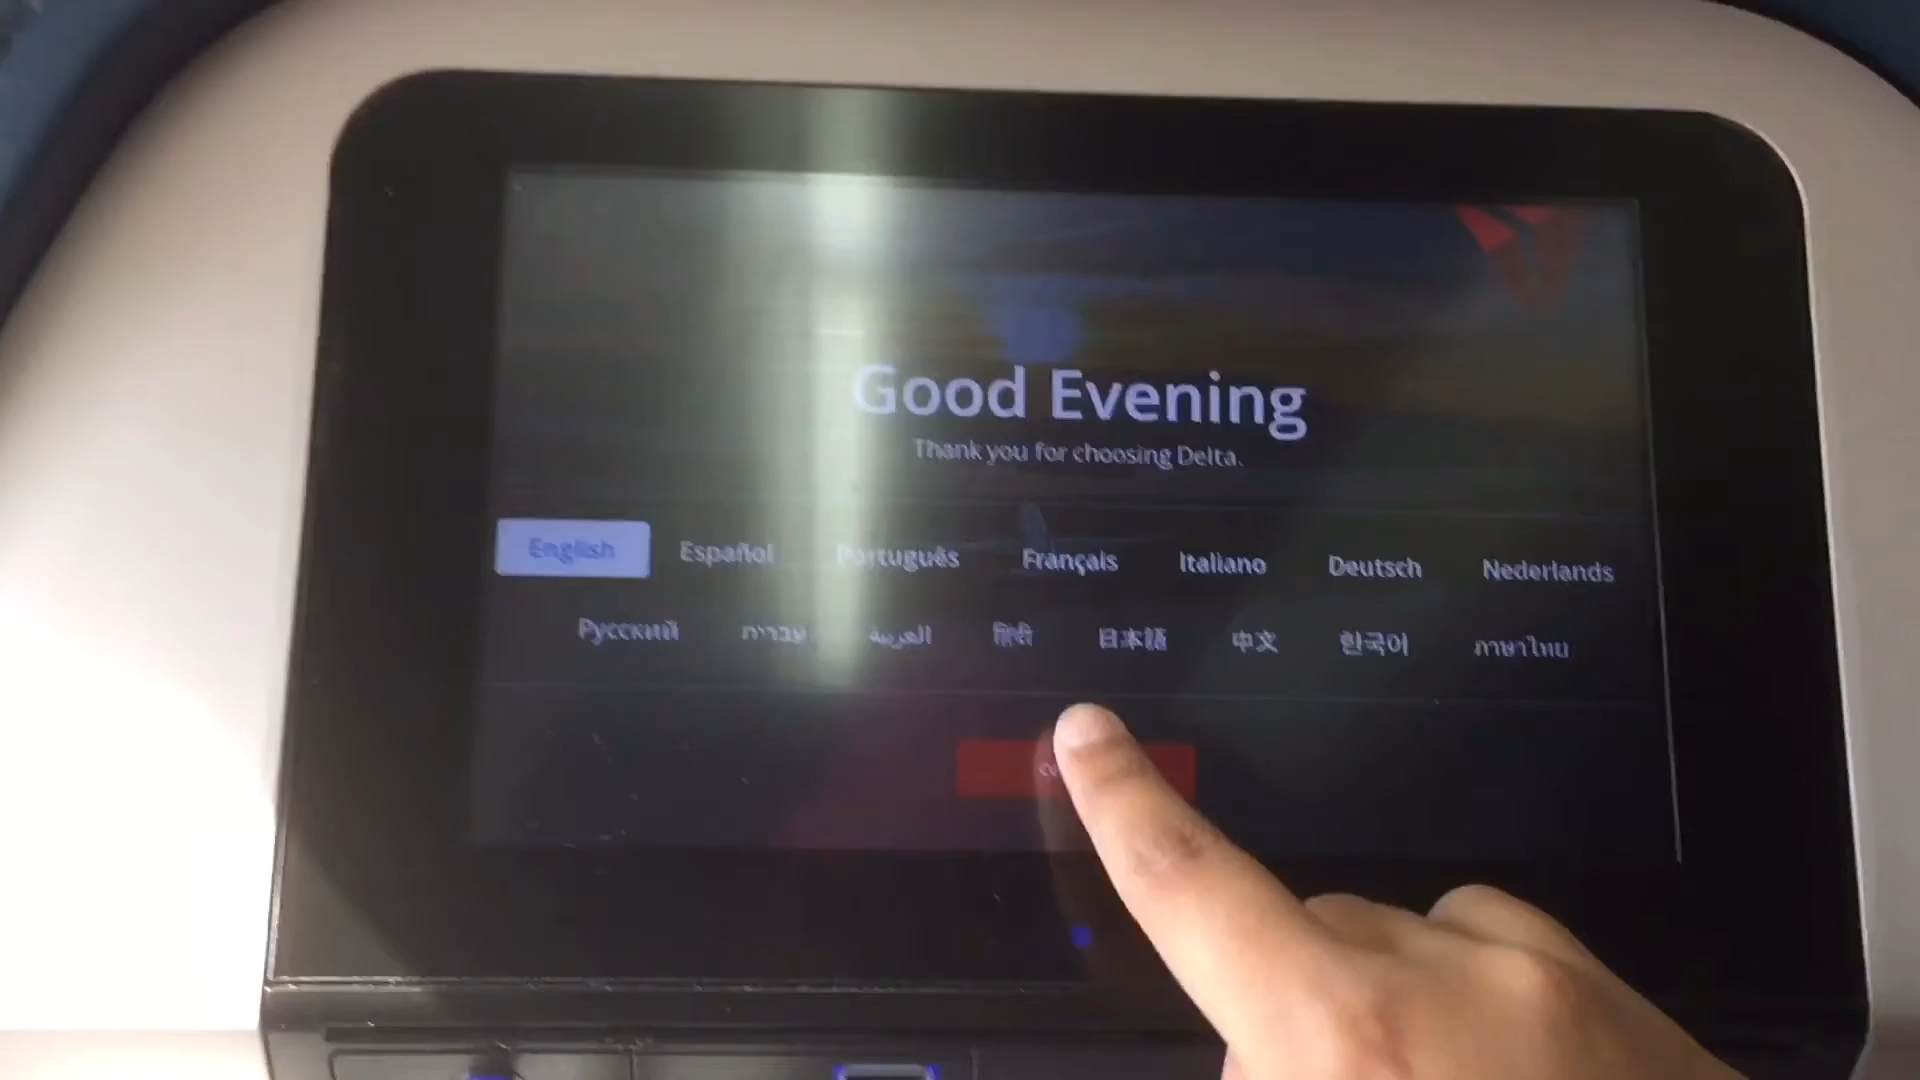 Good Evening
Thank you for choosing Delta.
English Español Português Français Italiano Deutsch Nederlands
Русский עברית العربية हिंदी 日本語 中文 한국어 ภาษาไทย